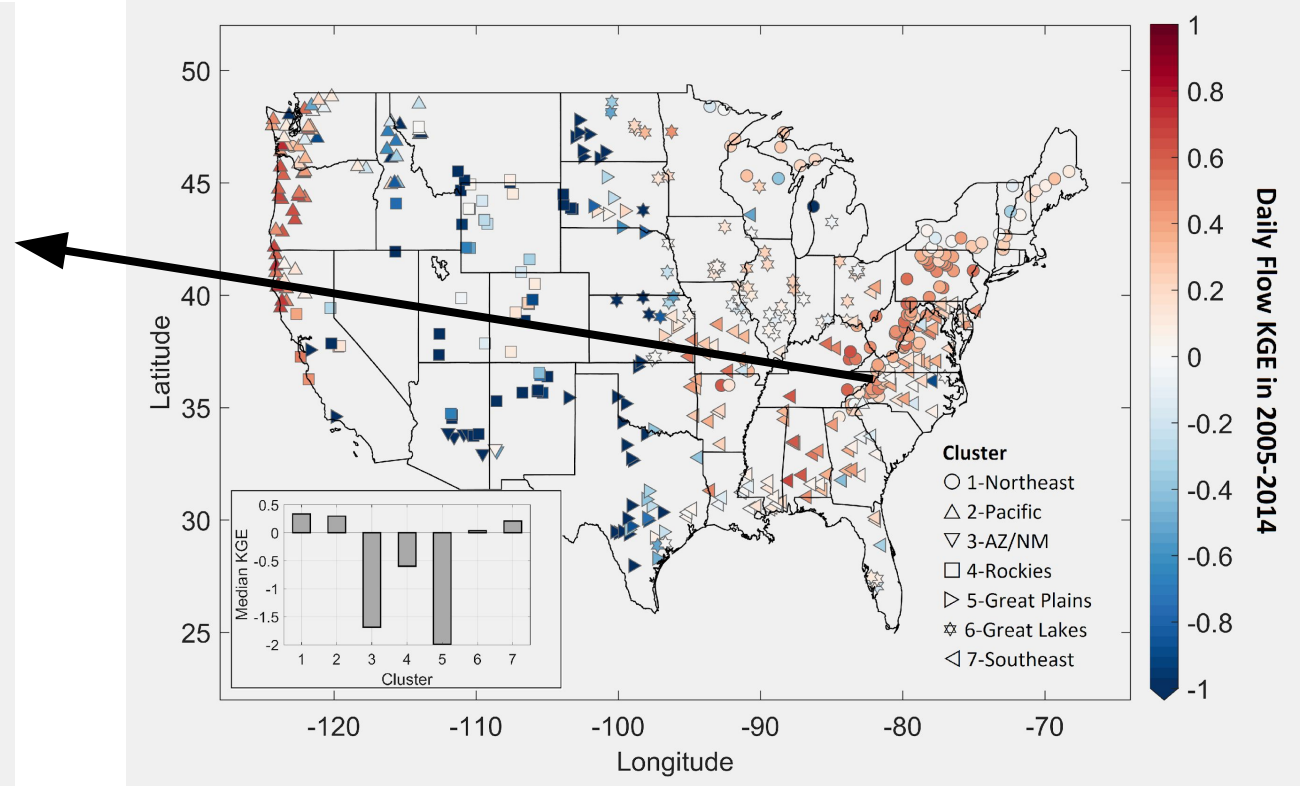 50
45
40
35
30
25
Latitude
-120
-110
-100
-90
-80
-70
Longitude
Cluster
1-Northeast
2-Pacific
3-AZ/NM
4-Rockies
5-Great Plains
6-Great Lakes
7-Southeast
0.5
0
-0.5
-1
-1.5
-2
Median KGE
1 2 3 4 5 6 7
Cluster
1
0.8
0.6
0.4
0.2
0
-0.2
-0.4
-0.6
-0.8
-1
Daily Flow KGE in 2005-2014